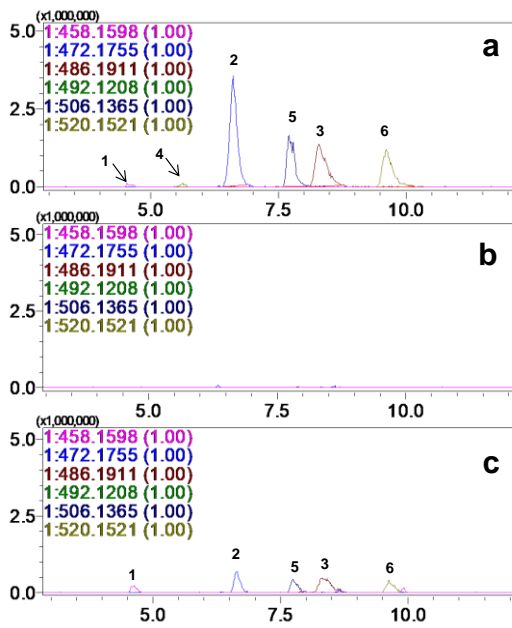 (x1,000,000)
5.0
1:458.1598 (1.00)
a
1:472.1755 (1.00)
2
1:486.1911 (1.00)
1:492.1208 (1.00)
2.5
1:506.1365 (1.00)
5 3 6
1:520.1521 (1.00)
1 4
0.0
5.0 7.5 10.0
(x1,000,000)
5.0
1:458.1598 (1.00)
b
1:472.1755 (1.00)
1:486.1911 (1.00)
1:492.1208 (1.00)
2.5
1:506.1365 (1.00)
1:520.1521 (1.00)
0.0
5.0 7.5 10.0
(x1,000,000)
5.0
1:458.1598 (1.00)
c
1:472.1755 (1.00)
1:486.1911 (1.00)
1:492.1208 (1.00)
2.5
1:506.1365 (1.00)
1:520.1521 (1.00)
1 2 5 3 6
0.0
5.0 7.5 10.0